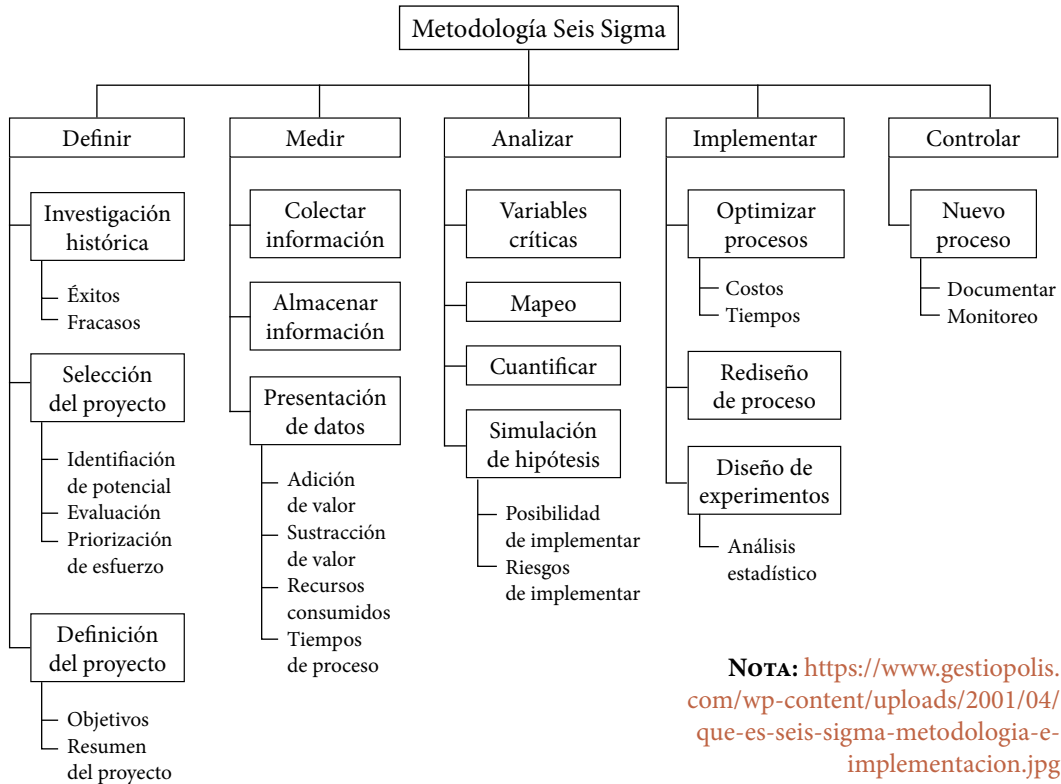 Metodología Seis Sigma
Definir
Investigación
histórica
Éxitos
Fracasos
Selección
del proyecto
Identifiación
de potencial
Evaluación
Priorización
de esfuerzo
Definición
del proyecto
Objetivos
Resumen
del proyecto
Medir
Colectar
información
Almacenar
información
Presentación
de datos
Adición
de valor
Sustracción
de valor
Recursos
consumidos
Tiempos
de proceso
Analizar
Variables
críticas
Mapeo
Cuantificar
Simulación
de hipótesis
Posibilidad
de implementar
Riesgos
de implementar
Implementar
Optimizar
procesos
Costos
Tiempos
Rediseño
de proceso
Diseño de
experimentos
Análisis
estadístico
Controlar
Nuevo
proceso
Documentar
Monitoreo
NOTA: https://www.gestiopolis.
com/wp-content/uploads/2001/04/
que-es-seis-sigma-metodologia-e-
implementacion.jpg